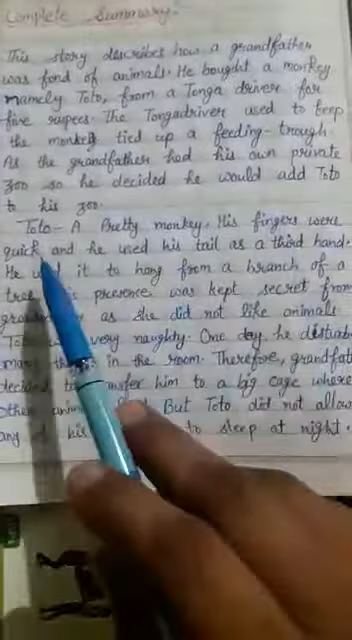 Complete Summary:-
This story describes how a grandfather
was fond of animals. He bought a monkey
namely Toto, from a Tonga driver for
five rupees. The Tongadriver used to keep
the monkey tied up a feeding-trough.
As the grandfather had his own private
zoo so he decided he would add Toto
to his zoo.
Toto - A Pretty monkey. His fingers were
quick and he used his tail as a third hand.
He used it to hang from a branch of a
tree. presence was kept secret from
as she did not like animals
very naughty. One day he disturb
in the room. Therefore, grandfat
decided him to a big cage where
other But Toto did not allow
any his to sleep at night.